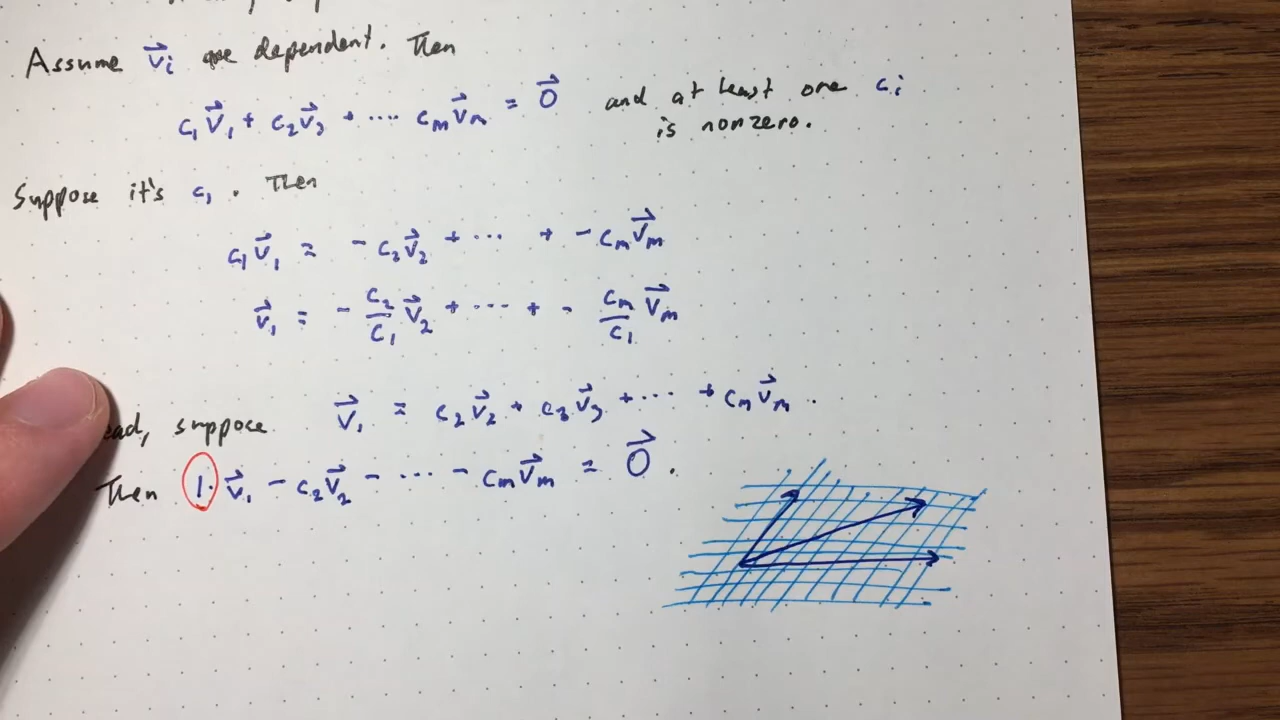 Assume v⃗ᵢ are dependent. Then
c₁v⃗₁ + c₂v⃗₂ + .... cₘv⃗ₘ = 0⃗ and at least one cᵢ
is nonzero.
Suppose it's c₁. Then
c₁v⃗₁ = -c₂v⃗₂ + ... + -cₘv⃗ₘ
v⃗₁ = - c₂/c₁ v⃗₂ + ... + - cₘ/c₁ v⃗ₘ
suppose v⃗₁ = c₂v⃗₂ + c₃v⃗₃ + ... + cₘv⃗ₘ.
Then 1·v⃗₁ - c₂v⃗₂ - ... - cₘv⃗ₘ = 0⃗.